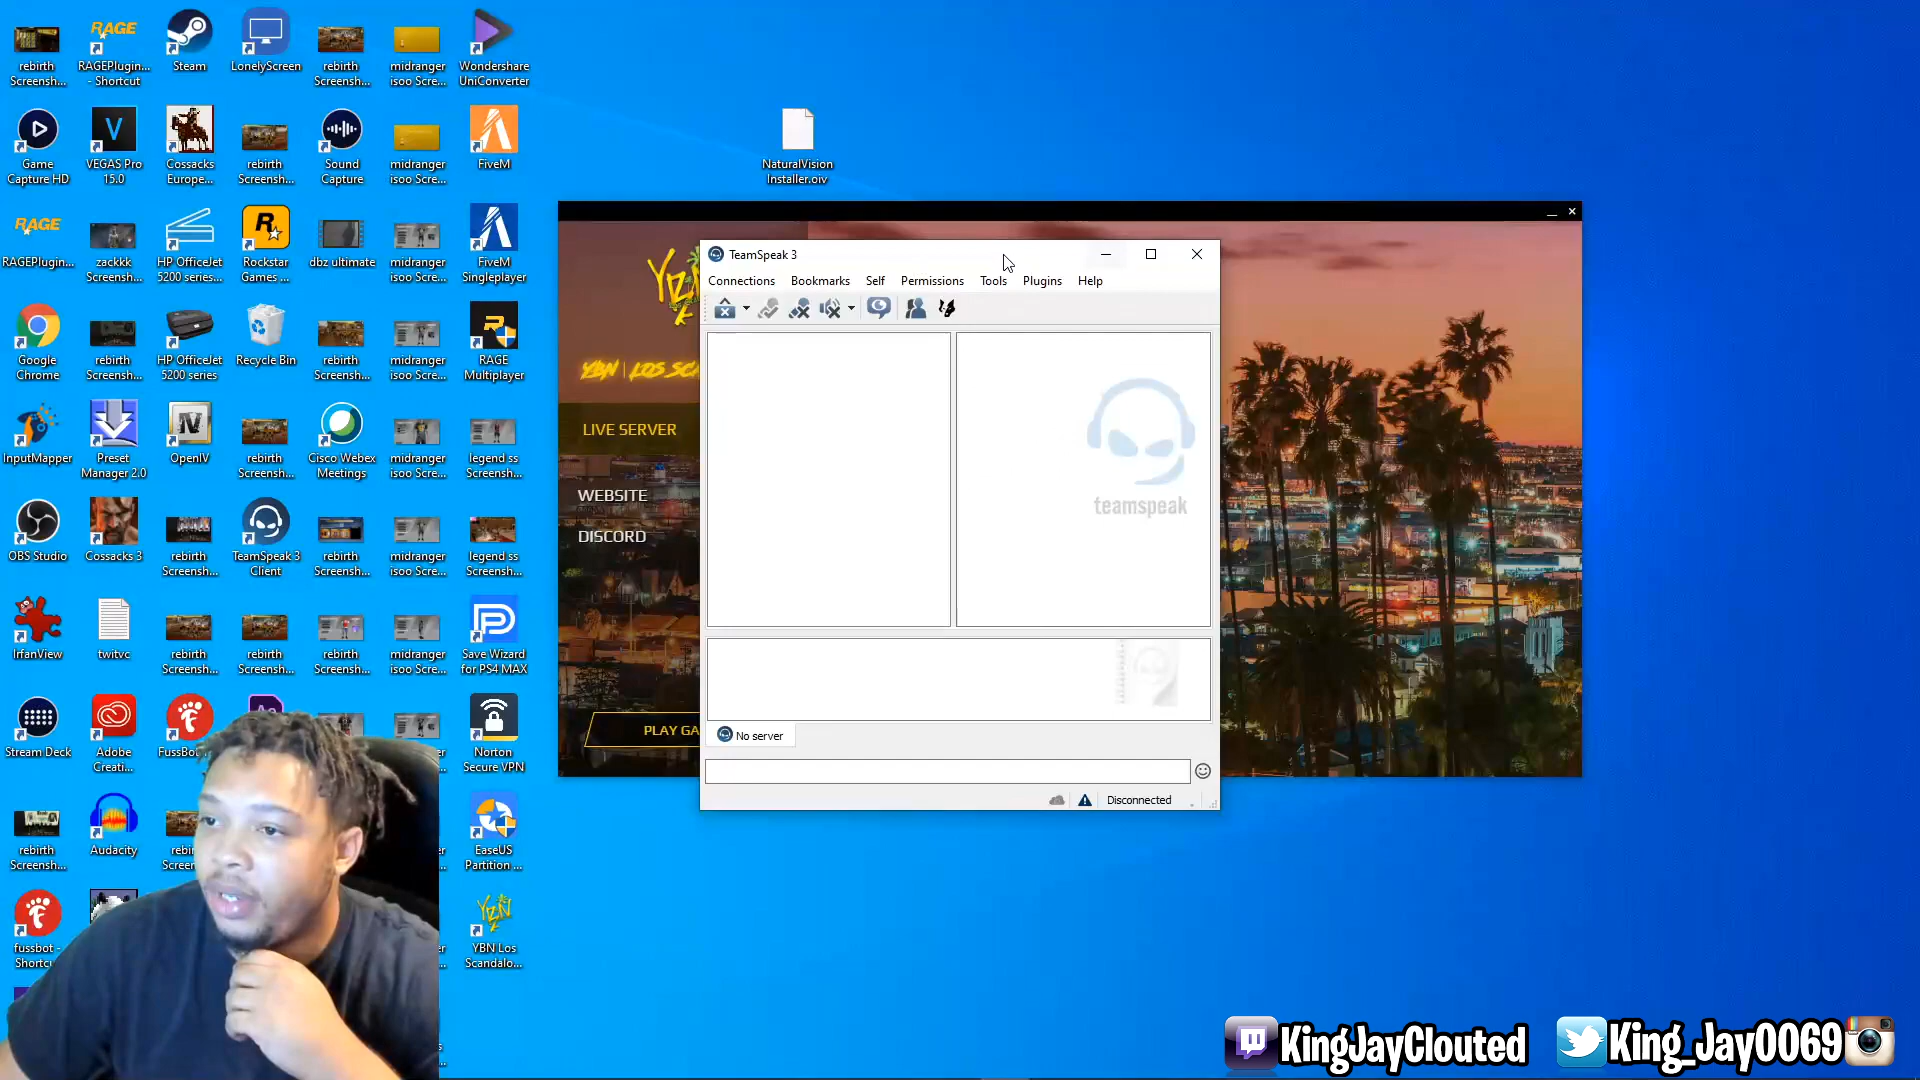 rebirth
Screensh...
RAGEPlugin...
- Shortcut
Steam
LonelyScreen
rebirth
Screensh...
midranger
isoo Scre...
Wondershare
UniConverter
Game
Capture HD
VEGAS Pro
15.0
Cossacks
Europe...
rebirth
Screensh...
Sound
Capture
midranger
isoo Scre...
FiveM
NaturalVision
Installer.oiv
RAGE
RAGEPlugin...
zackkk
Screensh...
HP OfficeJet
5200 series...
Rockstar
Games ...
dbz ultimate
midranger
isoo Scre...
FiveM
Singleplayer
Google
Chrome
rebirth
Screensh...
HP OfficeJet
5200 series
Recycle Bin
rebirth
Screensh...
midranger
isoo Scre...
RAGE
Multiplayer
InputMapper
Preset
Manager 2.0
OpenIV
rebirth
Screensh...
Cisco Webex
Meetings
midranger
isoo Scre...
legend ss
Screensh...
OBS Studio
Cossacks 3
rebirth
Screensh...
TeamSpeak 3
Client
rebirth
Screensh...
midranger
isoo Scre...
legend ss
Screensh...
IrfanView
twitvc
rebirth
Screensh...
rebirth
Screensh...
rebirth
Screensh...
midranger
isoo Scre...
Save Wizard
for PS4 MAX
Stream Deck
Adobe
Creati...
FussBot
Norton
Secure VPN
rebirth
Screensh...
Audacity
EaseUS
Partition ...
fussbot -
Shortcu
YBN Los
Scandalo...
TeamSpeak 3
Connections Bookmarks Self Permissions Tools Plugins Help
teamspeak
No server
Disconnected
LIVE SERVER
WEBSITE
DISCORD
PLAY GA
KingJayClouted
King_Jay0069